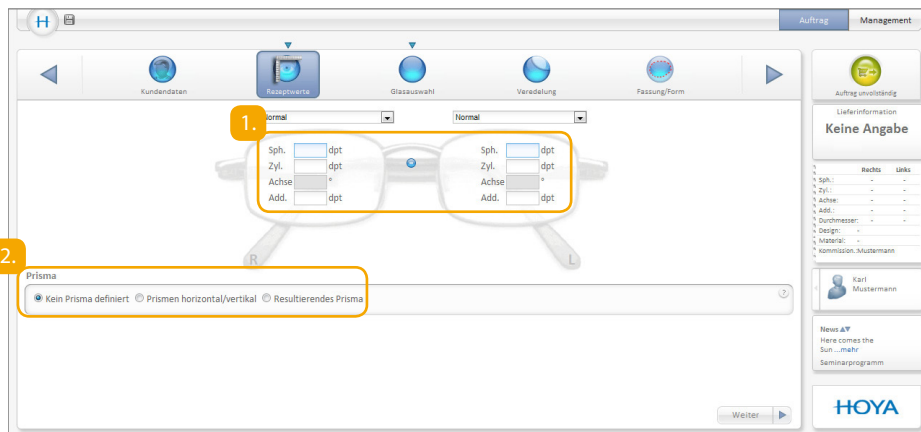 H
Auftrag Management
Kundendaten Rezeptwerte Glasauswahl Veredelung Fassung/Form
Auftrag unvollständig
1.
Normal Normal
Sph. dpt Sph. dpt
Zyl. dpt Zyl. dpt
Achse ° Achse °
Add. dpt Add. dpt
R L
2.
Prisma
Kein Prisma definiert Prismen horizontal/vertikal Resultierendes Prisma ?
Weiter
Lieferinformation
Keine Angabe
Rechts Links
Sph.: - -
Zyl.: - -
Achse: - -
Add.: - -
Durchmesser: - -
Design: -
Material: -
Kommission.:Mustermann
Karl
Mustermann
News
Here comes the
Sun ...mehr
Seminarprogramm
HOYA